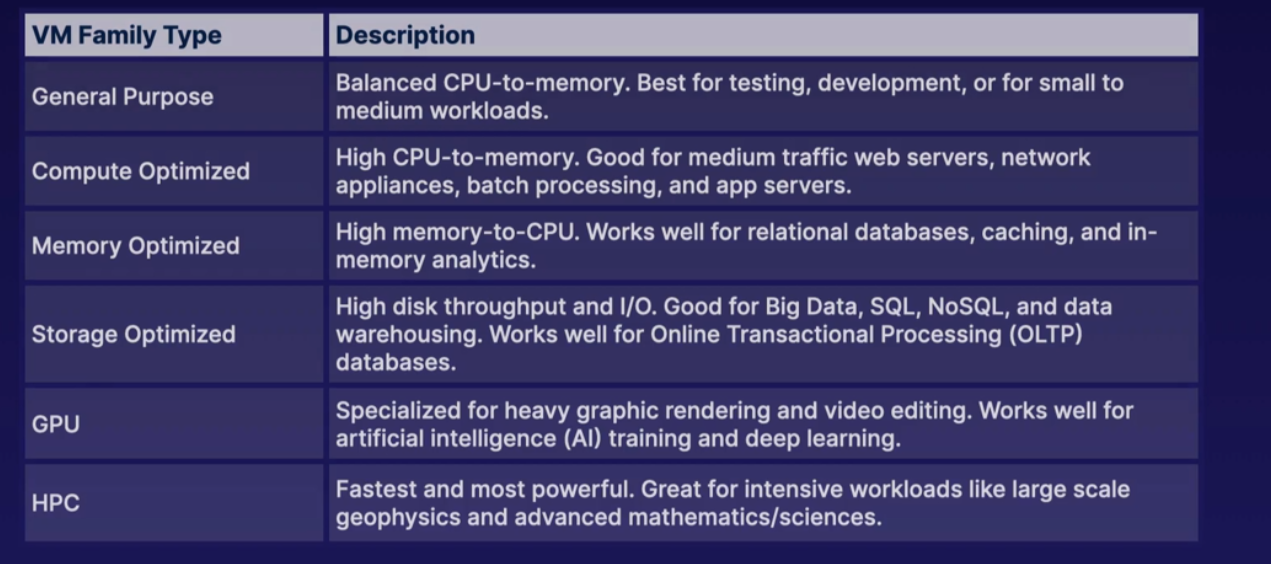 VM Family Type
Description
General Purpose
Balanced CPU-to-memory. Best for testing, development, or for small to
medium workloads.
Compute Optimized
High CPU-to-memory. Good for medium traffic web servers, network
appliances, batch processing, and app servers.
Memory Optimized
High memory-to-CPU. Works well for relational databases, caching, and in-
memory analytics.
Storage Optimized
High disk throughput and I/O. Good for Big Data, SQL, NoSQL, and data
warehousing. Works well for Online Transactional Processing (OLTP)
databases.
GPU
Specialized for heavy graphic rendering and video editing. Works well for
artificial intelligence (AI) training and deep learning.
HPC
Fastest and most powerful. Great for intensive workloads like large scale
geophysics and advanced mathematics/sciences.